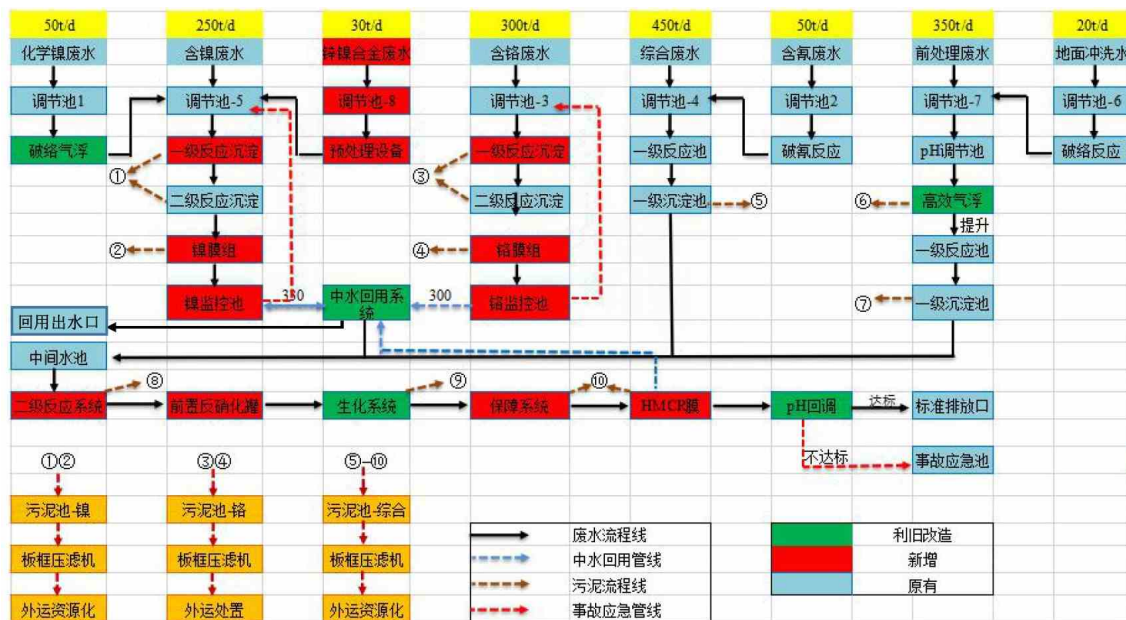 50t/d 250t/d 30t/d 300t/d 450t/d 50t/d 350t/d 20t/d
化学镍废水 含镍废水 锌镍合金废水 含铬废水 综合废水 含氰废水 前处理废水 地面冲洗水
调节池1 调节池-5 调节池-8 调节池-3 调节池-4 调节池2 调节池-7 调节池-6
破络气浮 一级反应沉淀 预处理设备 一级反应沉淀 一级反应池 破氰反应 pH调节池 破络反应
① ③
二级反应沉淀 二级反应沉淀 一级沉淀池 ⑤ ⑥ 高效气浮
提升
② 镍膜组 ④ 铬膜组 一级反应池
镍监控池 330 中水回用系统 300 铬监控池 ⑦ 一级沉淀池
回用出水口
中间水池
⑧ ⑨ ⑩
二级反应系统 前置反硝化罐 生化系统 保障系统 HMCR膜 pH回调 达标 标准排放口
不达标 事故应急池
①② ③④ ⑤-⑩
污泥池-镍 污泥池-铬 污泥池-综合
板框压滤机 板框压滤机 板框压滤机
外运资源化 外运处置 外运资源化
废水流程线 利旧改造
中水回用管线 新增
污泥流程线 原有
事故应急管线